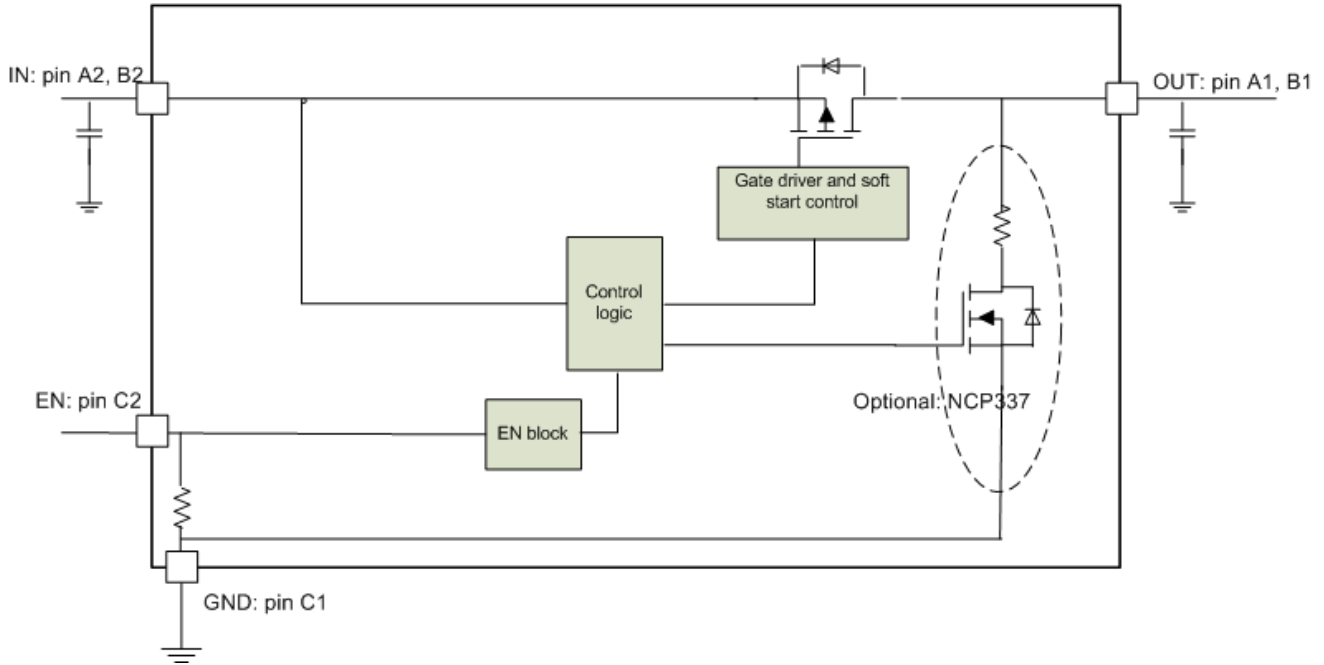 IN: pin A2, B2
OUT: pin A1, B1
Gate driver and soft
start control
Control
logic
EN: pin C2
Optional: NCP337
EN block
GND: pin C1